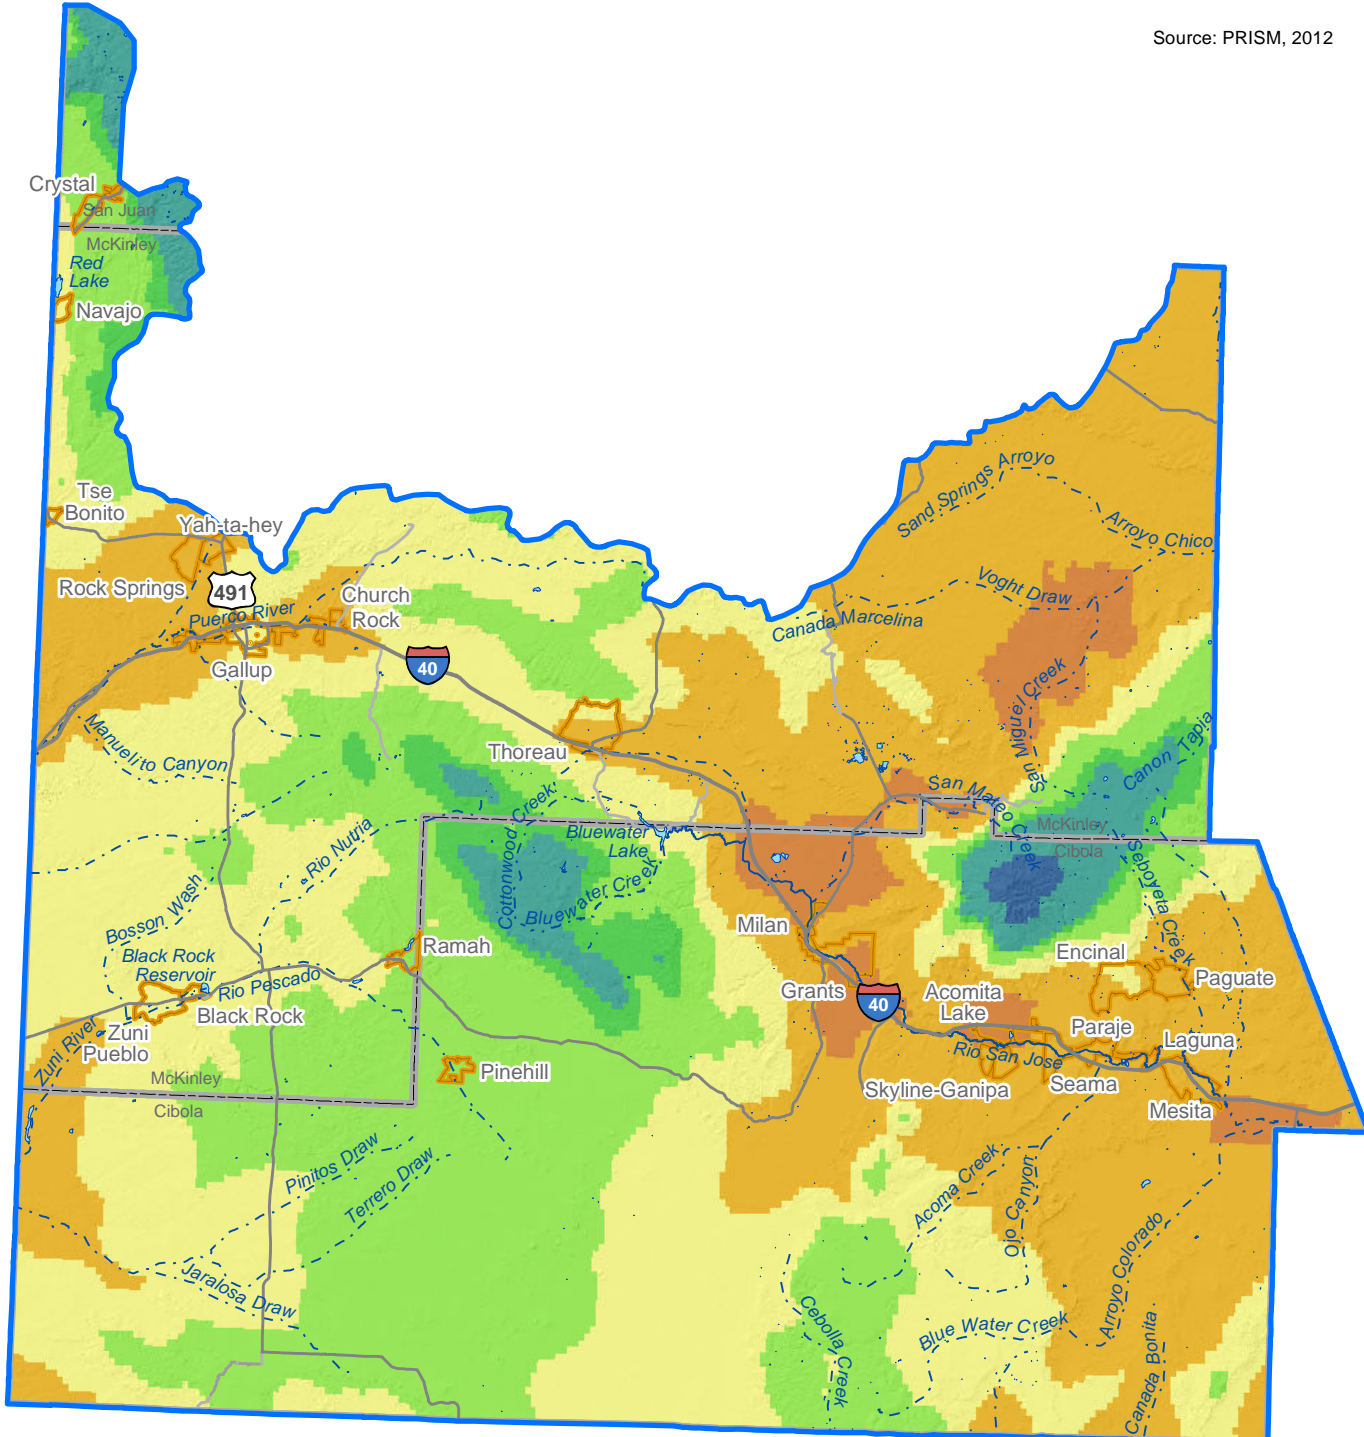 Source: PRISM, 2012
Crystal
San Juan
McKinley
Red
Lake
Navajo
Tse
Bonito
Yah-ta-hey
Rock Springs
491
Puerco River
Church
Rock
Gallup
40
Sand Springs Arroyo
Arroyo Chico
Voght Draw
Canada Marcelina
San Miguel Creek
Manuelito Canyon
Thoreau
Canon Tapia
San Mateo Creek
McKinley
Cibola
Seboyeta Creek
Rio Nutria
Cottonwood Creek
Bluewater
Lake
Bluewater Creek
Bosson Wash
Black Rock
Reservoir
Rio Pescado
Ramah
Milan
Encinal
Paguate
Black Rock
Zuni
Pueblo
Zuni River
Grants
40
Acomita
Lake
Paraje
Laguna
Rio San Jose
Pinehill
McKinley
Cibola
Skyline-Ganipa
Seama
Mesita
Pinitos Draw
Terrero Draw
Acoma Creek
Ojo Canyon
Arroyo Colorado
Jaralosa Draw
Cebolla Creek
Blue Water Creek
Canada Bonita